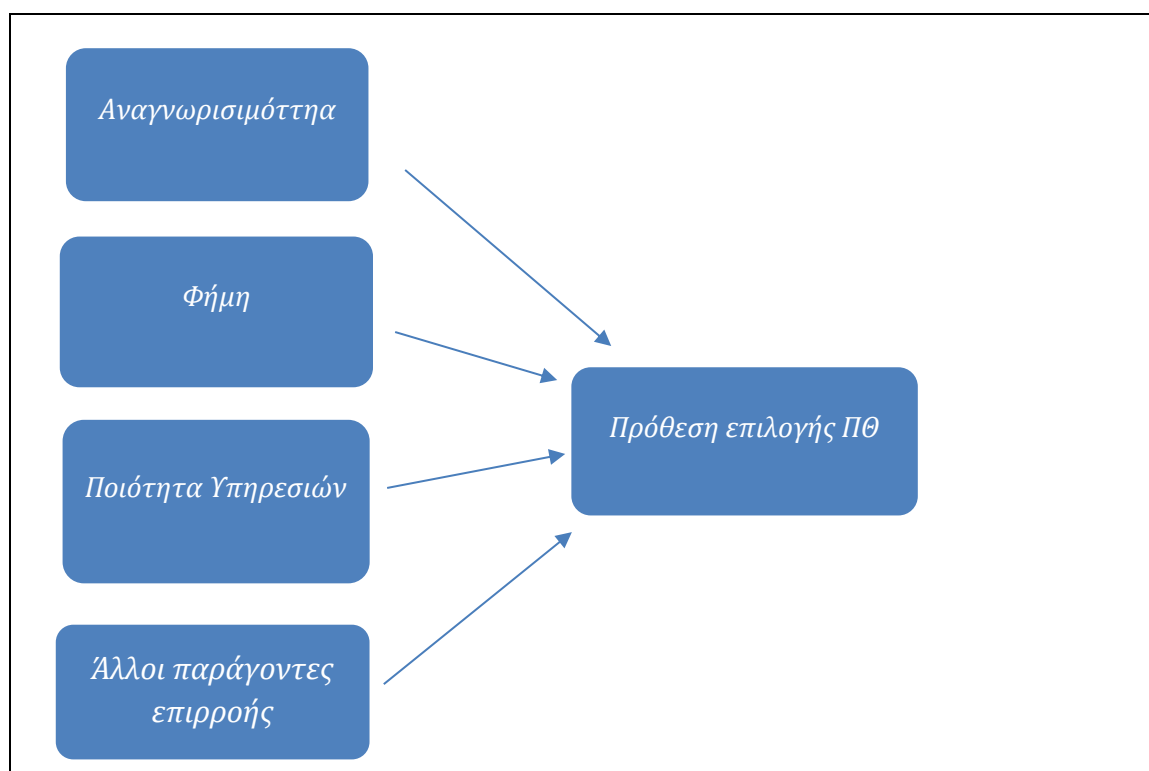 Αναγνωρισιμόττηα
Φήμη
Ποιότητα Υπηρεσιών
Άλλοι παράγοντες
επιρροής
Πρόθεση επιλογής ΠΘ